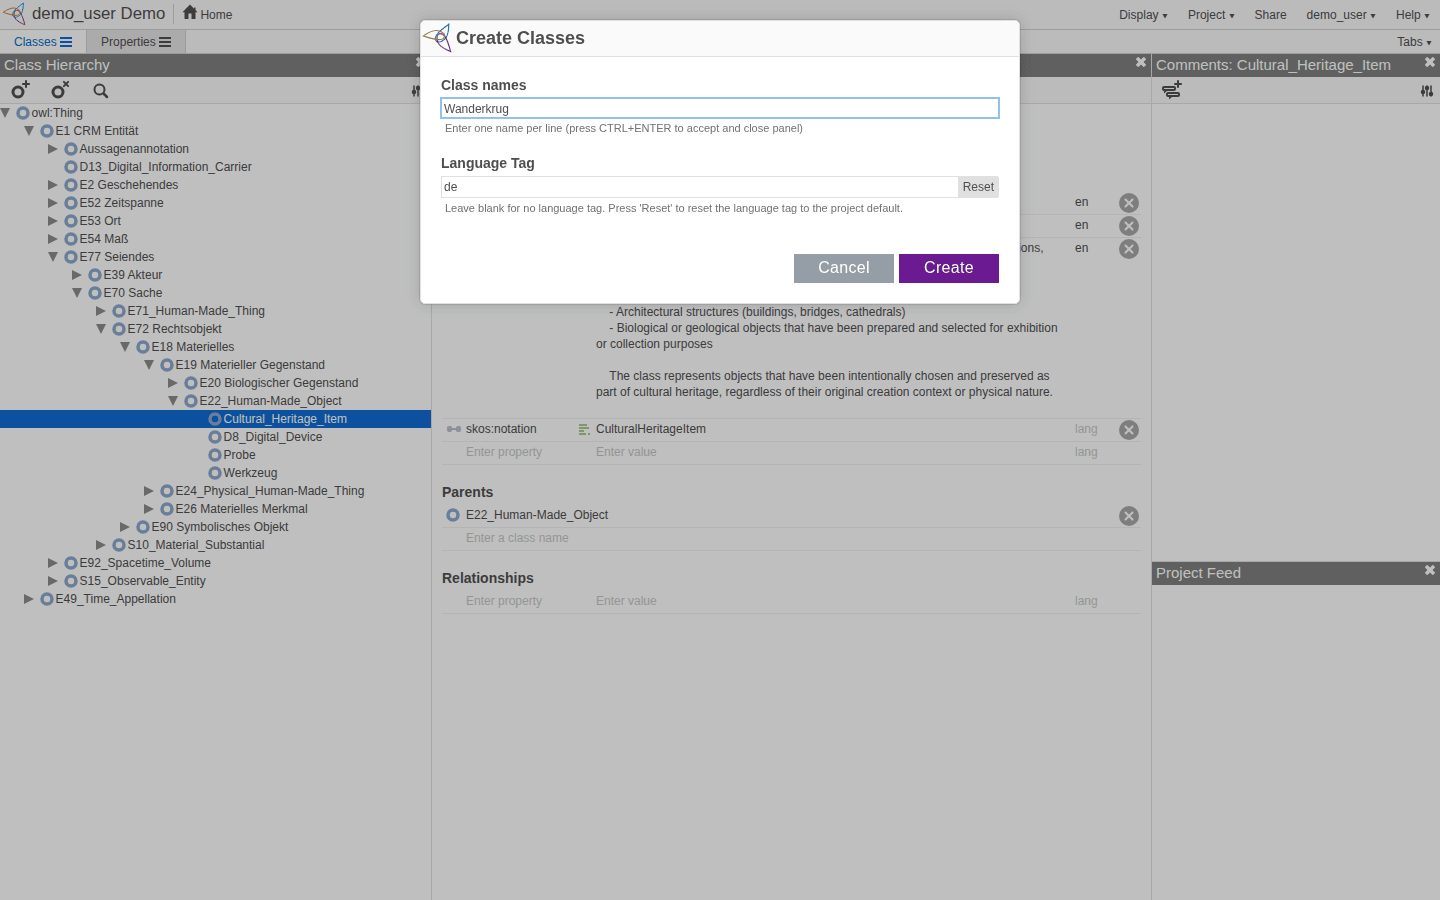 demo_user Demo
Home
Display ▾
Project ▾
Share
demo_user ▾
Help ▾
Classes
Properties
Tabs ▾
Class Hierarchy
owl:Thing
E1 CRM Entität
Aussagenannotation
D13_Digital_Information_Carrier
E2 Geschehendes
E52 Zeitspanne
E53 Ort
E54 Maß
E77 Seiendes
E39 Akteur
E70 Sache
E71_Human-Made_Thing
E72 Rechtsobjekt
E18 Materielles
E19 Materieller Gegenstand
E20 Biologischer Gegenstand
E22_Human-Made_Object
Cultural_Heritage_Item
D8_Digital_Device
Probe
Werkzeug
E24_Physical_Human-Made_Thing
E26 Materielles Merkmal
E90 Symbolisches Objekt
S10_Material_Substantial
E92_Spacetime_Volume
S15_Observable_Entity
E49_Time_Appellation
Create Classes
Class names
Wanderkrug
Enter one name per line (press CTRL+ENTER to accept and close panel)
Language Tag
de
Reset
Leave blank for no language tag. Press 'Reset' to reset the language tag to the project default.
Cancel
Create
en
en
ons,
en
- Architectural structures (buildings, bridges, cathedrals)
- Biological or geological objects that have been prepared and selected for exhibition
or collection purposes
The class represents objects that have been intentionally chosen and preserved as
part of cultural heritage, regardless of their original creation context or physical nature.
skos:notation
CulturalHeritageItem
lang
Enter property
Enter value
lang
Parents
E22_Human-Made_Object
Enter a class name
Relationships
Enter property
Enter value
lang
Comments: Cultural_Heritage_Item
Project Feed